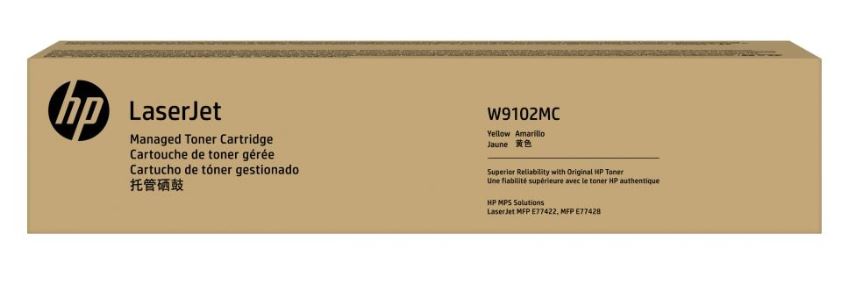 hp
LaserJet
Managed Toner Cartridge
Cartouche de toner gérée
Cartucho de tóner gestionado
托管硒鼓
W9102MC
Yellow Amarillo
Jaune 黄色
Superior Reliability with Original HP Toner
Une fiabilité supérieure avec le toner HP authentique
HP MPS Solutions
LaserJet MFP E77422, MFP E77428